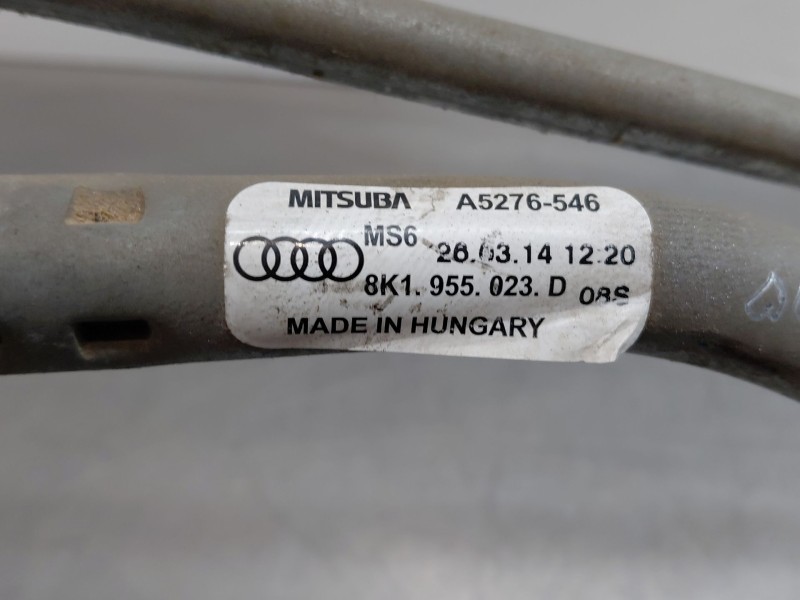 MITSUBA A5276-546
MS6 26.03.14 12:20
8K1. 955. 023. D 08S
MADE IN HUNGARY